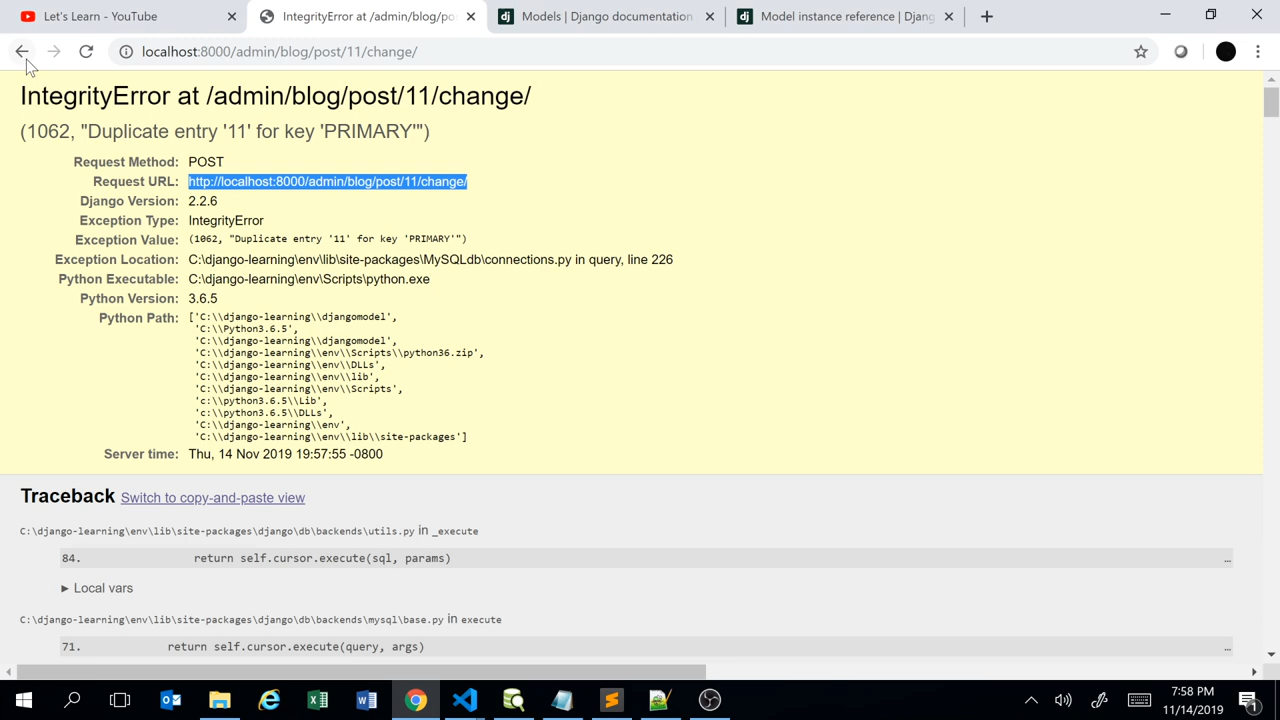 Let's Learn - YouTube
IntegrityError at /admin/blog/po
Models | Django documentation
Model instance reference | Djang
localhost:8000/admin/blog/post/11/change/
IntegrityError at /admin/blog/post/11/change/
(1062, "Duplicate entry '11' for key 'PRIMARY'")
Request Method: POST
Request URL: http://localhost:8000/admin/blog/post/11/change/
Django Version: 2.2.6
Exception Type: IntegrityError
Exception Value: (1062, "Duplicate entry '11' for key 'PRIMARY'")
Exception Location: C:\django-learning\env\lib\site-packages\MySQLdb\connections.py in query, line 226
Python Executable: C:\django-learning\env\Scripts\python.exe
Python Version: 3.6.5
Python Path: ['C:\\django-learning\\djangomodel',
'C:\\Python3.6.5',
'C:\\django-learning\\djangomodel',
'C:\\django-learning\\env\\Scripts\\python36.zip',
'C:\\django-learning\\env\\DLLs',
'C:\\django-learning\\env\\lib',
'C:\\django-learning\\env\\Scripts',
'c:\\python3.6.5\\Lib',
'c:\\python3.6.5\\DLLs',
'C:\\django-learning\\env',
'C:\\django-learning\\env\\lib\\site-packages']
Server time: Thu, 14 Nov 2019 19:57:55 -0800
Traceback Switch to copy-and-paste view
C:\django-learning\env\lib\site-packages\django\db\backends\utils.py in _execute
84. return self.cursor.execute(sql, params) …
▶ Local vars
C:\django-learning\env\lib\site-packages\django\db\backends\mysql\base.py in execute
71. return self.cursor.execute(query, args) …
7:58 PM
11/14/2019
1